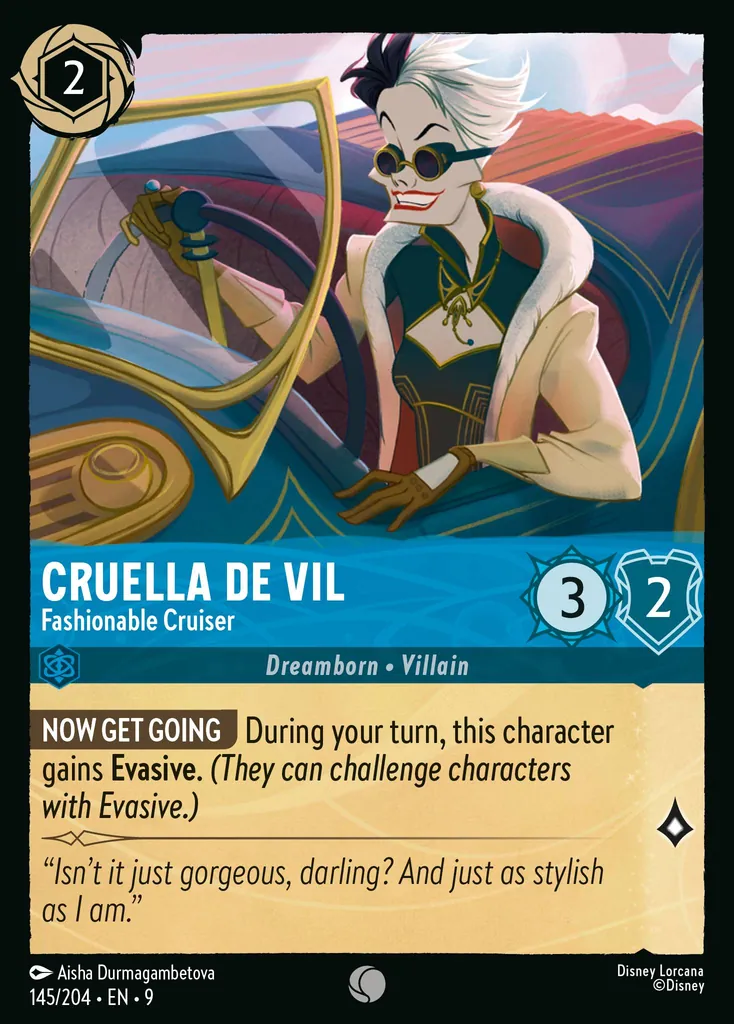 2
CRUELLA DE VIL
Fashionable Cruiser
3
2
Dreamborn • Villain
NOW GET GOING During your turn, this character
gains Evasive. (They can challenge characters
with Evasive.)
“Isn’t it just gorgeous, darling? And just as stylish
as I am.”
Aisha Durmagambetova
145/204 • EN • 9
Disney Lorcana
©Disney